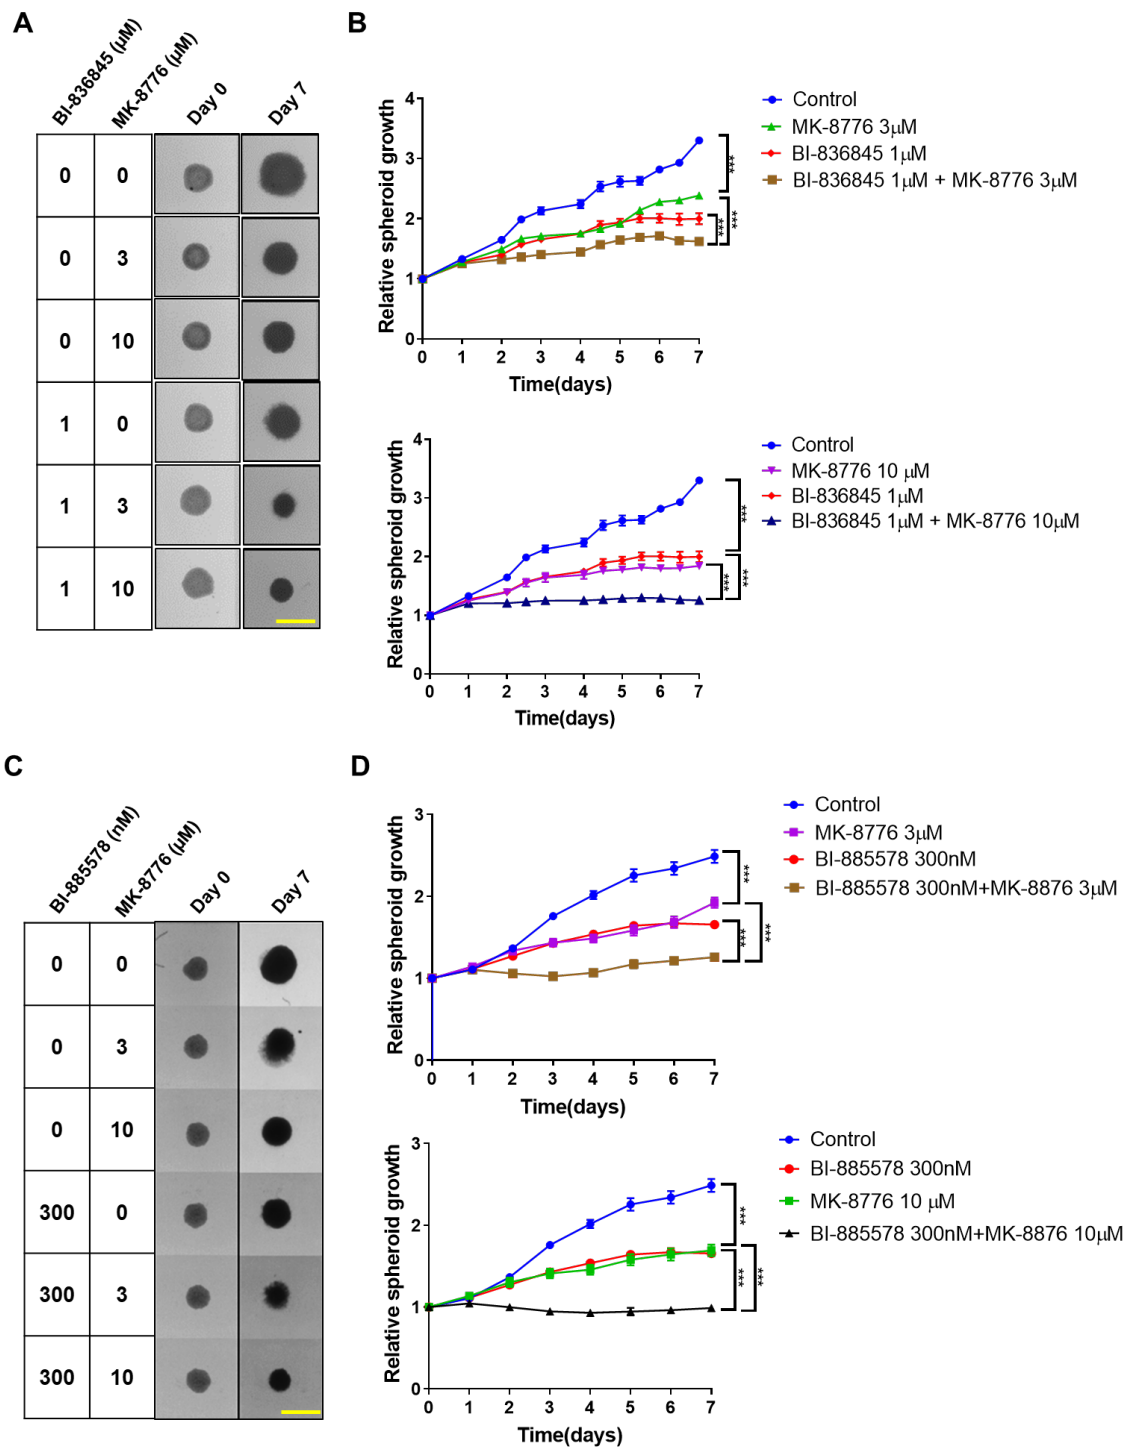 A
BI-836845 (µM)
MK-8776 (µM)
Day 0
Day 7
0 0
0 3
0 10
1 0
1 3
1 10
B
Relative spheroid growth
4
3
2
1
0
0 1 2 3 4 5 6 7
Time(days)
Control
MK-8776 3µM
BI-836845 1µM
BI-836845 1µM + MK-8776 3µM
***
***
***
Relative spheroid growth
4
3
2
1
0
0 1 2 3 4 5 6 7
Time(days)
Control
MK-8776 10 µM
BI-836845 1µM
BI-836845 1µM + MK-8776 10µM
***
***
***
C
BI-885578 (nM)
MK-8776 (µM)
Day 0
Day 7
0 0
0 3
0 10
300 0
300 3
300 10
D
Relative spheroid growth
3
2
1
0
0 1 2 3 4 5 6 7
Time(days)
Control
MK-8776 3µM
BI-885578 300nM
BI-885578 300nM+MK-8876 3µM
***
***
***
Relative spheroid growth
3
2
1
0
0 1 2 3 4 5 6 7
Time(days)
Control
BI-885578 300nM
MK-8776 10 µM
BI-885578 300nM+MK-8876 10µM
***
***
***